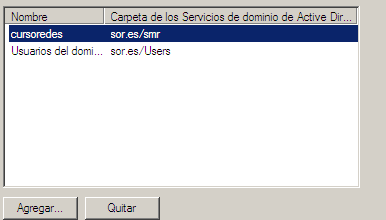 Nombre Carpeta de los Servicios de dominio de Active Dir...
cursoredes sor.es/smr
Usuarios del domi... sor.es/Users
Agregar... Quitar